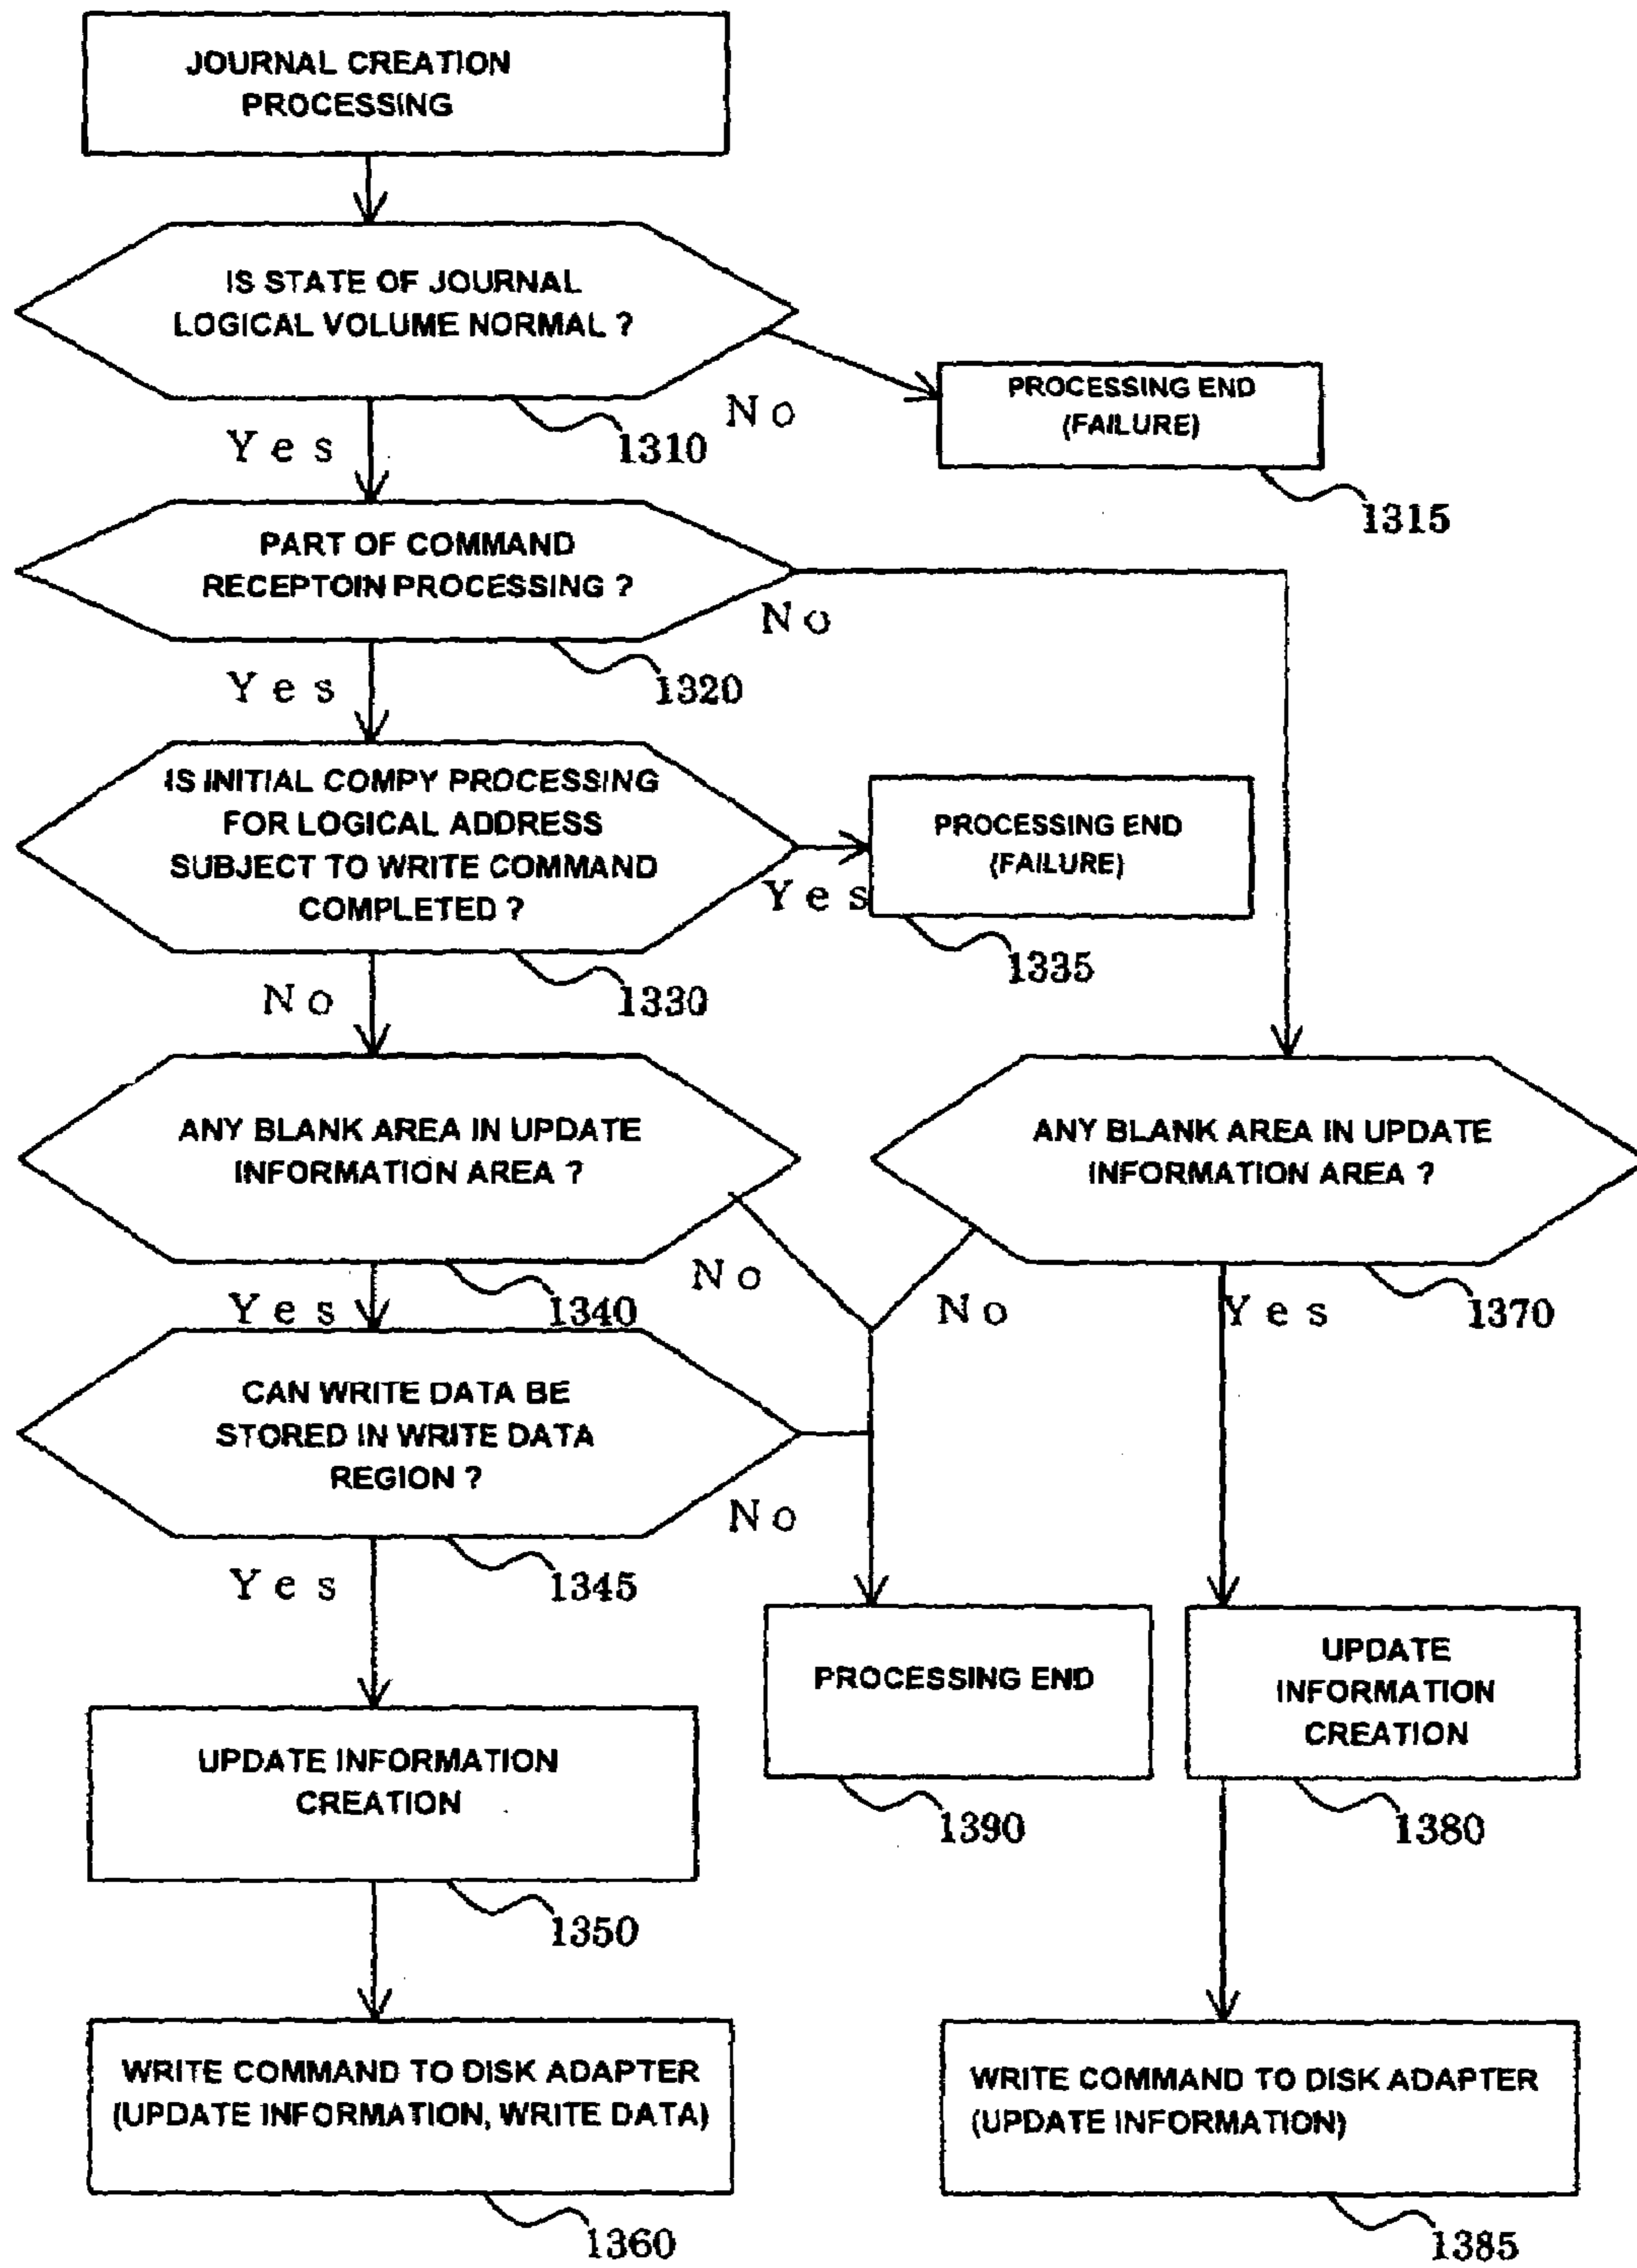 JOURNAL CREATION
PROCESSING
IS STATE OF JOURNAL
LOGICAL VOLUME NORMAL ?
No
Yes
1310
PROCESSING END
(FAILURE)
1315
PART OF COMMAND
RECEPTOIN PROCESSING ?
No
Yes
1320
IS INITIAL COMPY PROCESSING
FOR LOGICAL ADDRESS
SUBJECT TO WRITE COMMAND
COMPLETED ?
Yes
No
1330
PROCESSING END
(FAILURE)
1335
ANY BLANK AREA IN UPDATE
INFORMATION AREA ?
No
Yes
1340
ANY BLANK AREA IN UPDATE
INFORMATION AREA ?
No
Yes
1370
CAN WRITE DATA BE
STORED IN WRITE DATA
REGION ?
No
Yes
1345
PROCESSING END
1390
UPDATE
INFORMATION
CREATION
1380
UPDATE INFORMATION
CREATION
1350
WRITE COMMAND TO DISK ADAPTER
(UPDATE INFORMATION, WRITE DATA)
1360
WRITE COMMAND TO DISK ADAPTER
(UPDATE INFORMATION)
1385